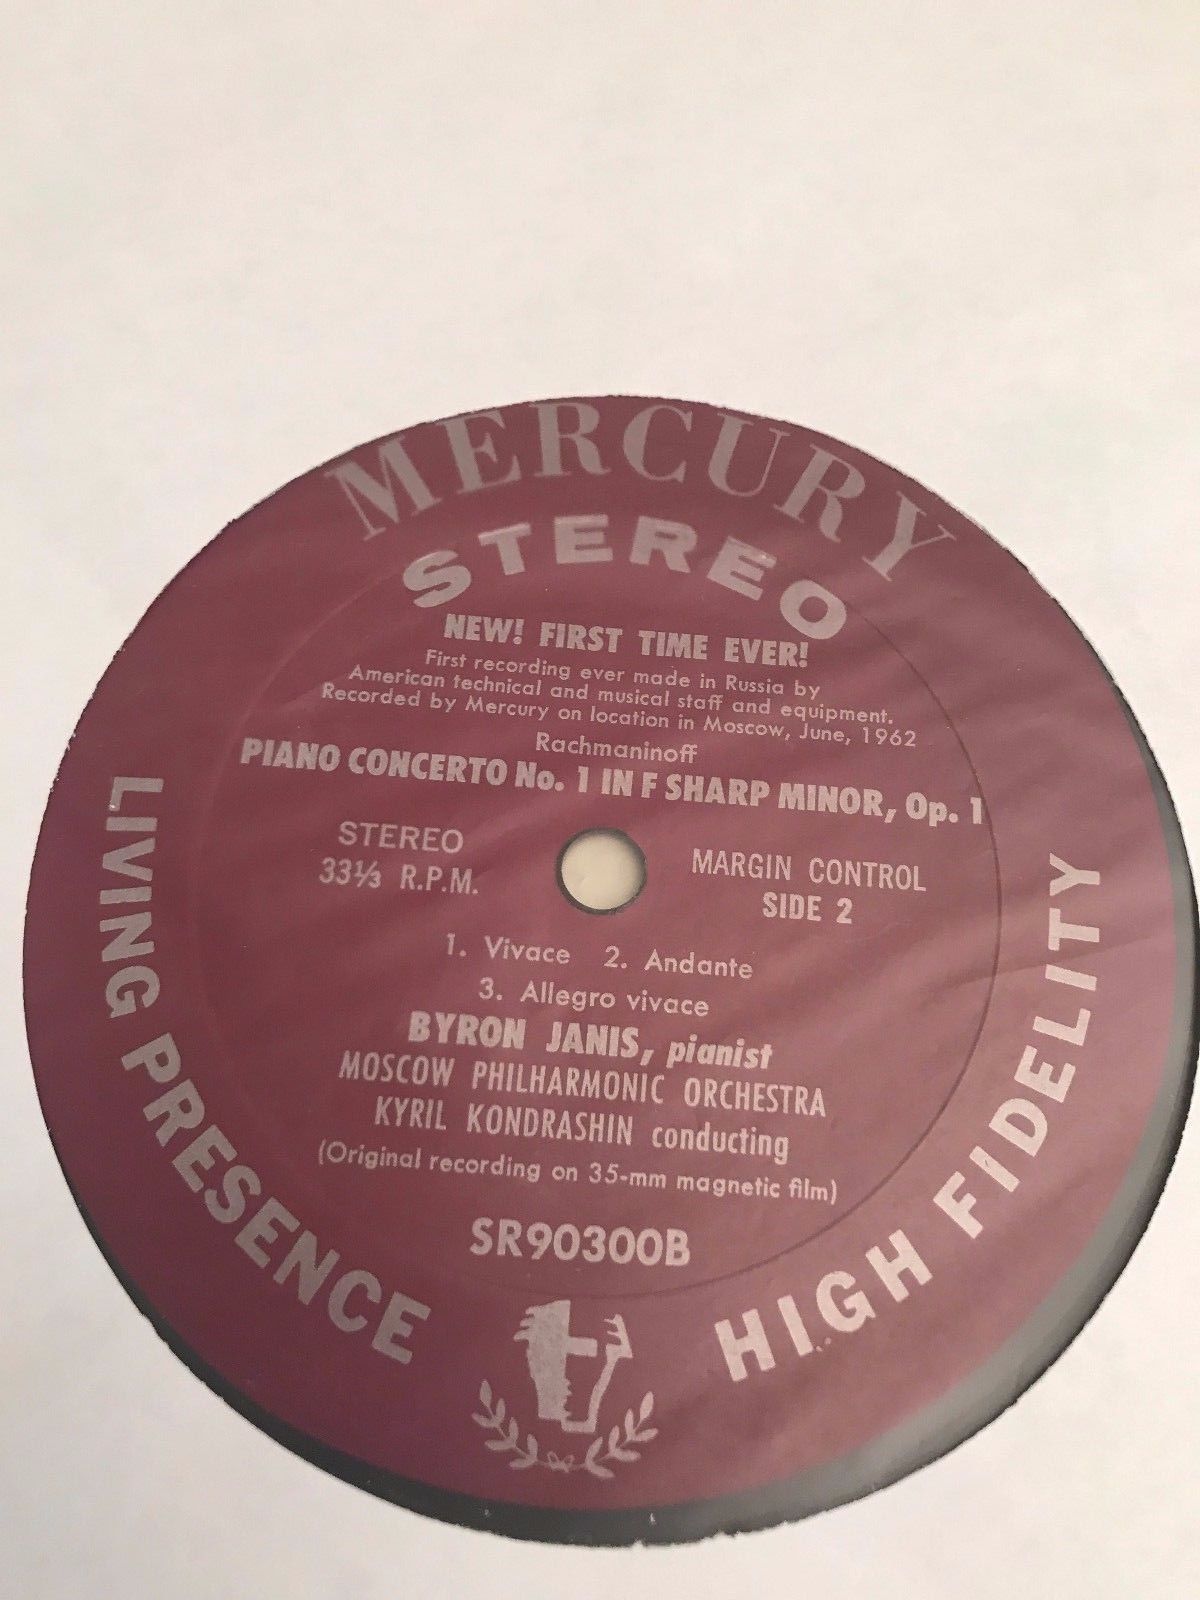 MERCURY
STEREO
NEW! FIRST TIME EVER!
First recording ever made in Russia by
American technical and musical staff and equipment.
Recorded by Mercury on location in Moscow, June, 1962
Rachmaninoff
PIANO CONCERTO No. 1 IN F SHARP MINOR, Op. 1
STEREO
33⅓ R.P.M.
MARGIN CONTROL
SIDE 2
1. Vivace 2. Andante
3. Allegro vivace
BYRON JANIS, pianist
MOSCOW PHILHARMONIC ORCHESTRA
KYRIL KONDRASHIN conducting
(Original recording on 35-mm magnetic film)
SR90300B
LIVING PRESENCE
HIGH FIDELITY